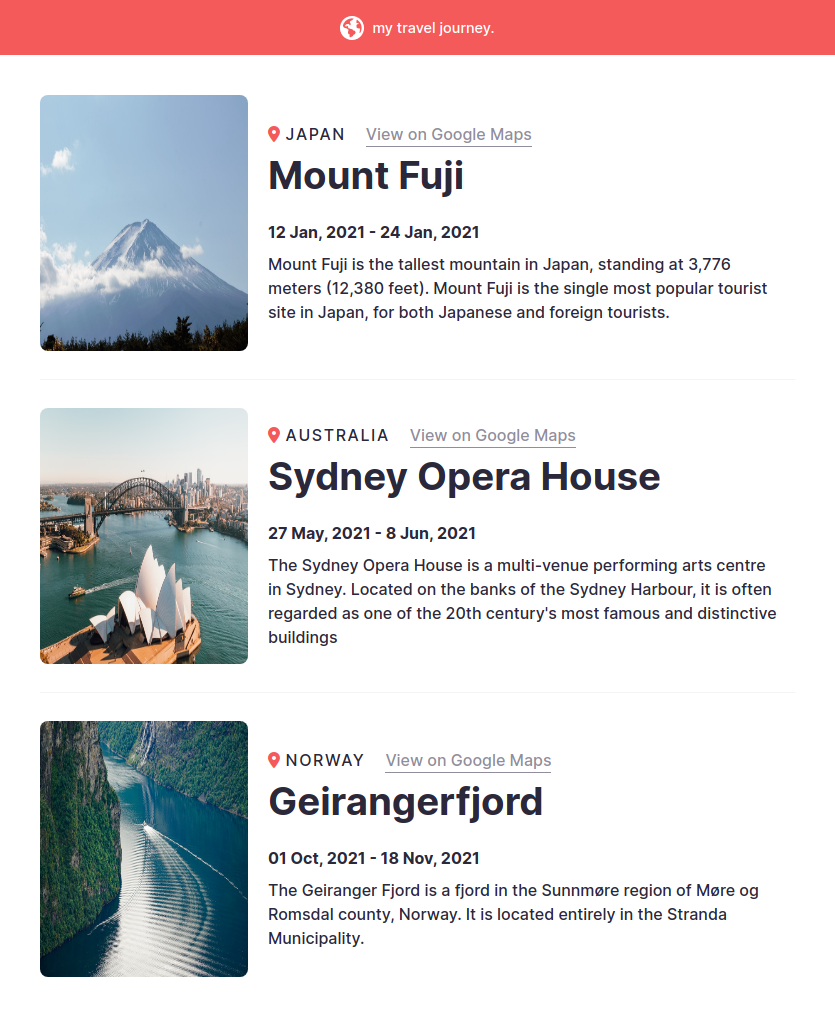 my travel journey.
JAPAN View on Google Maps
Mount Fuji
12 Jan, 2021 - 24 Jan, 2021
Mount Fuji is the tallest mountain in Japan, standing at 3,776
meters (12,380 feet). Mount Fuji is the single most popular tourist
site in Japan, for both Japanese and foreign tourists.
AUSTRALIA View on Google Maps
Sydney Opera House
27 May, 2021 - 8 Jun, 2021
The Sydney Opera House is a multi-venue performing arts centre
in Sydney. Located on the banks of the Sydney Harbour, it is often
regarded as one of the 20th century's most famous and distinctive
buildings
NORWAY View on Google Maps
Geirangerfjord
01 Oct, 2021 - 18 Nov, 2021
The Geiranger Fjord is a fjord in the Sunnmøre region of Møre og
Romsdal county, Norway. It is located entirely in the Stranda
Municipality.